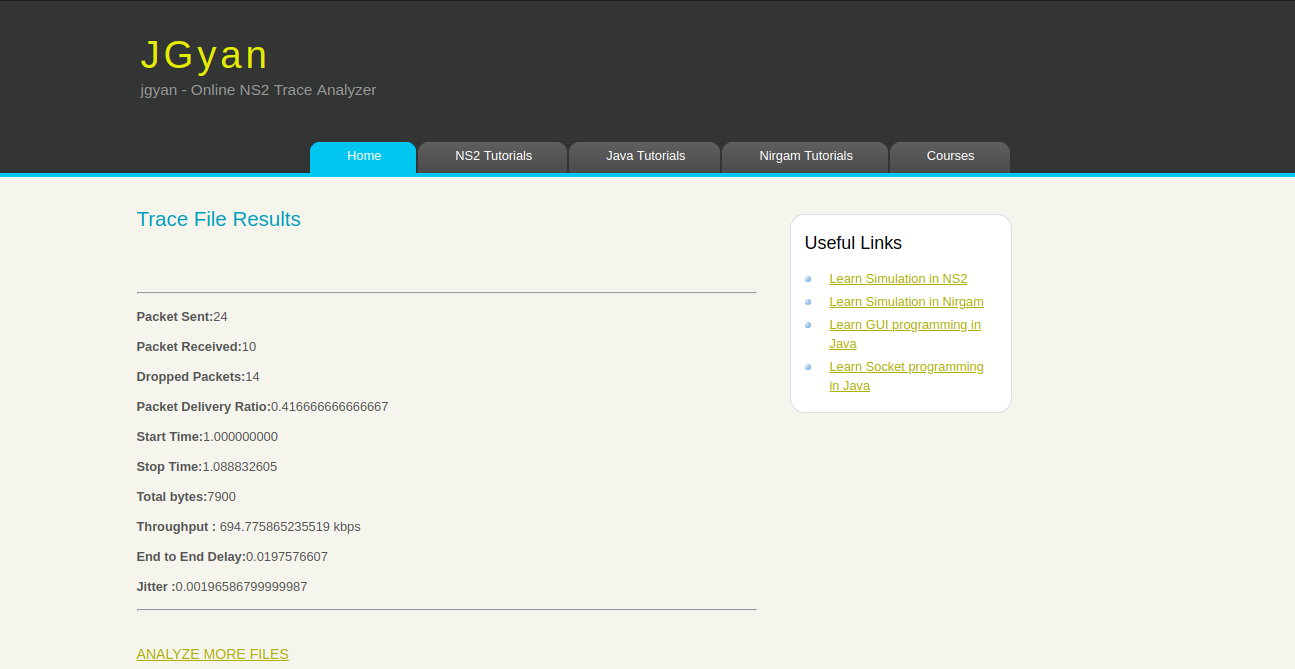 JGyan
jgyan - Online NS2 Trace Analyzer
Home
NS2 Tutorials
Java Tutorials
Nirgam Tutorials
Courses
Trace File Results
Packet Sent:24
Packet Received:10
Dropped Packets:14
Packet Delivery Ratio:0.416666666666667
Start Time:1.000000000
Stop Time:1.088832605
Total bytes:7900
Throughput : 694.775865235519 kbps
End to End Delay:0.0197576607
Jitter :0.00196586799999987
ANALYZE MORE FILES
Useful Links
Learn Simulation in NS2
Learn Simulation in Nirgam
Learn GUI programming in
Java
Learn Socket programming
in Java